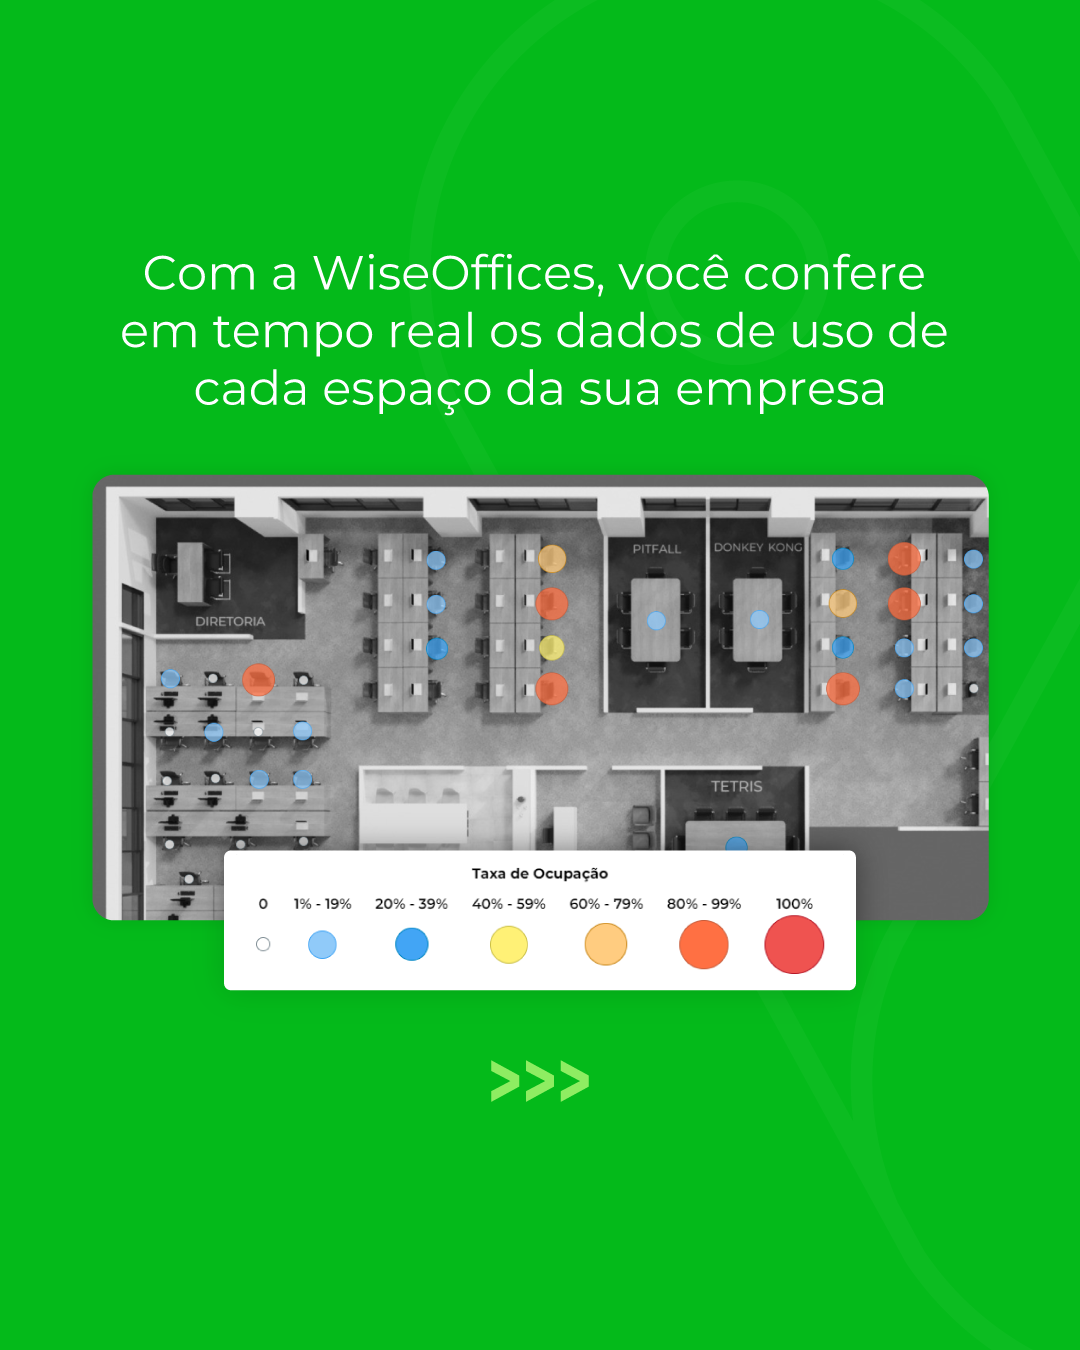 Com a WiseOffices, você confere
em tempo real os dados de uso de
cada espaço da sua empresa
PITFALL
DONKEY KONG
DIRETORIA
TETRIS
Taxa de Ocupação
0 1% - 19% 20% - 39% 40% - 59% 60% - 79% 80% - 99% 100%
>>>